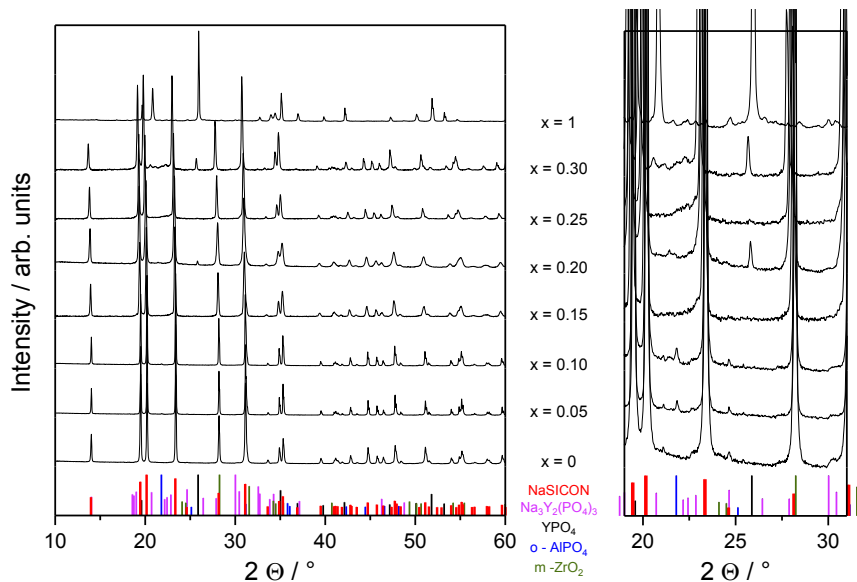 Intensity / arb. units
x = 1
x = 0.30
x = 0.25
x = 0.20
x = 0.15
x = 0.10
x = 0.05
x = 0
NaSICON
Na₃Y₂(PO₄)₃
YPO₄
o - AlPO₄
m -ZrO₂
10 20 30 40 50 60
2 Θ / °
20 25 30
2 Θ / °